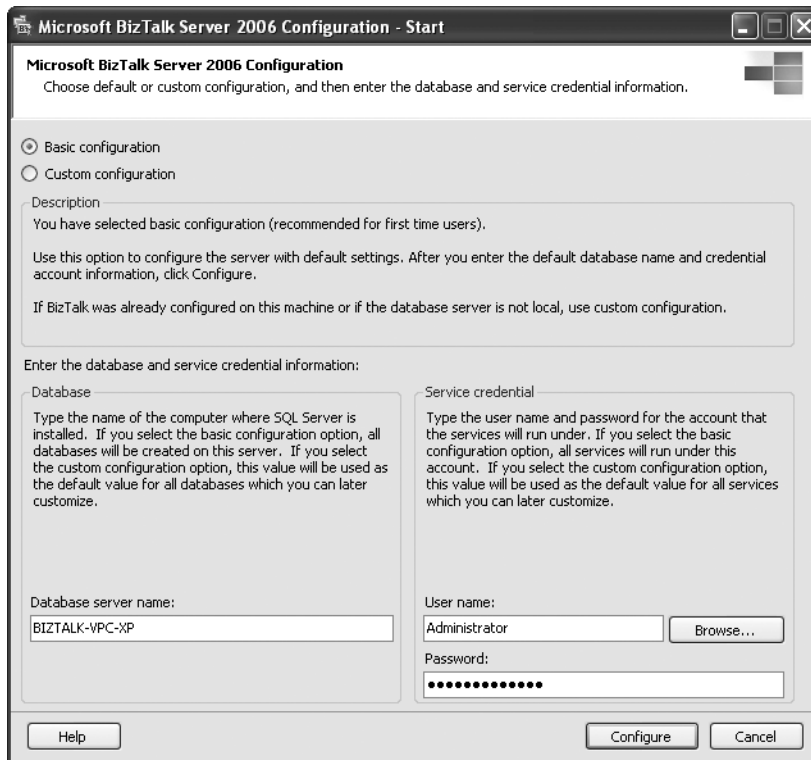 Microsoft BizTalk Server 2006 Configuration - Start
Microsoft BizTalk Server 2006 Configuration
Choose default or custom configuration, and then enter the database and service credential information.
Basic configuration
Custom configuration
Description
You have selected basic configuration (recommended for first time users).
Use this option to configure the server with default settings. After you enter the default database name and credential
account information, click Configure.
If BizTalk was already configured on this machine or if the database server is not local, use custom configuration.
Enter the database and service credential information:
Database
Type the name of the computer where SQL Server is
installed. If you select the basic configuration option, all
databases will be created on this server. If you select
the custom configuration option, this value will be used as
the default value for all databases which you can later
customize.
Database server name:
BIZTALK-VPC-XP
Service credential
Type the user name and password for the account that
the services will run under. If you select the basic
configuration option, all services will run under this
account. If you select the custom configuration option,
this value will be used as the default value for all services
which you can later customize.
User name:
Administrator
Browse...
Password:
●●●●●●●●●●●●●
Help
Configure
Cancel